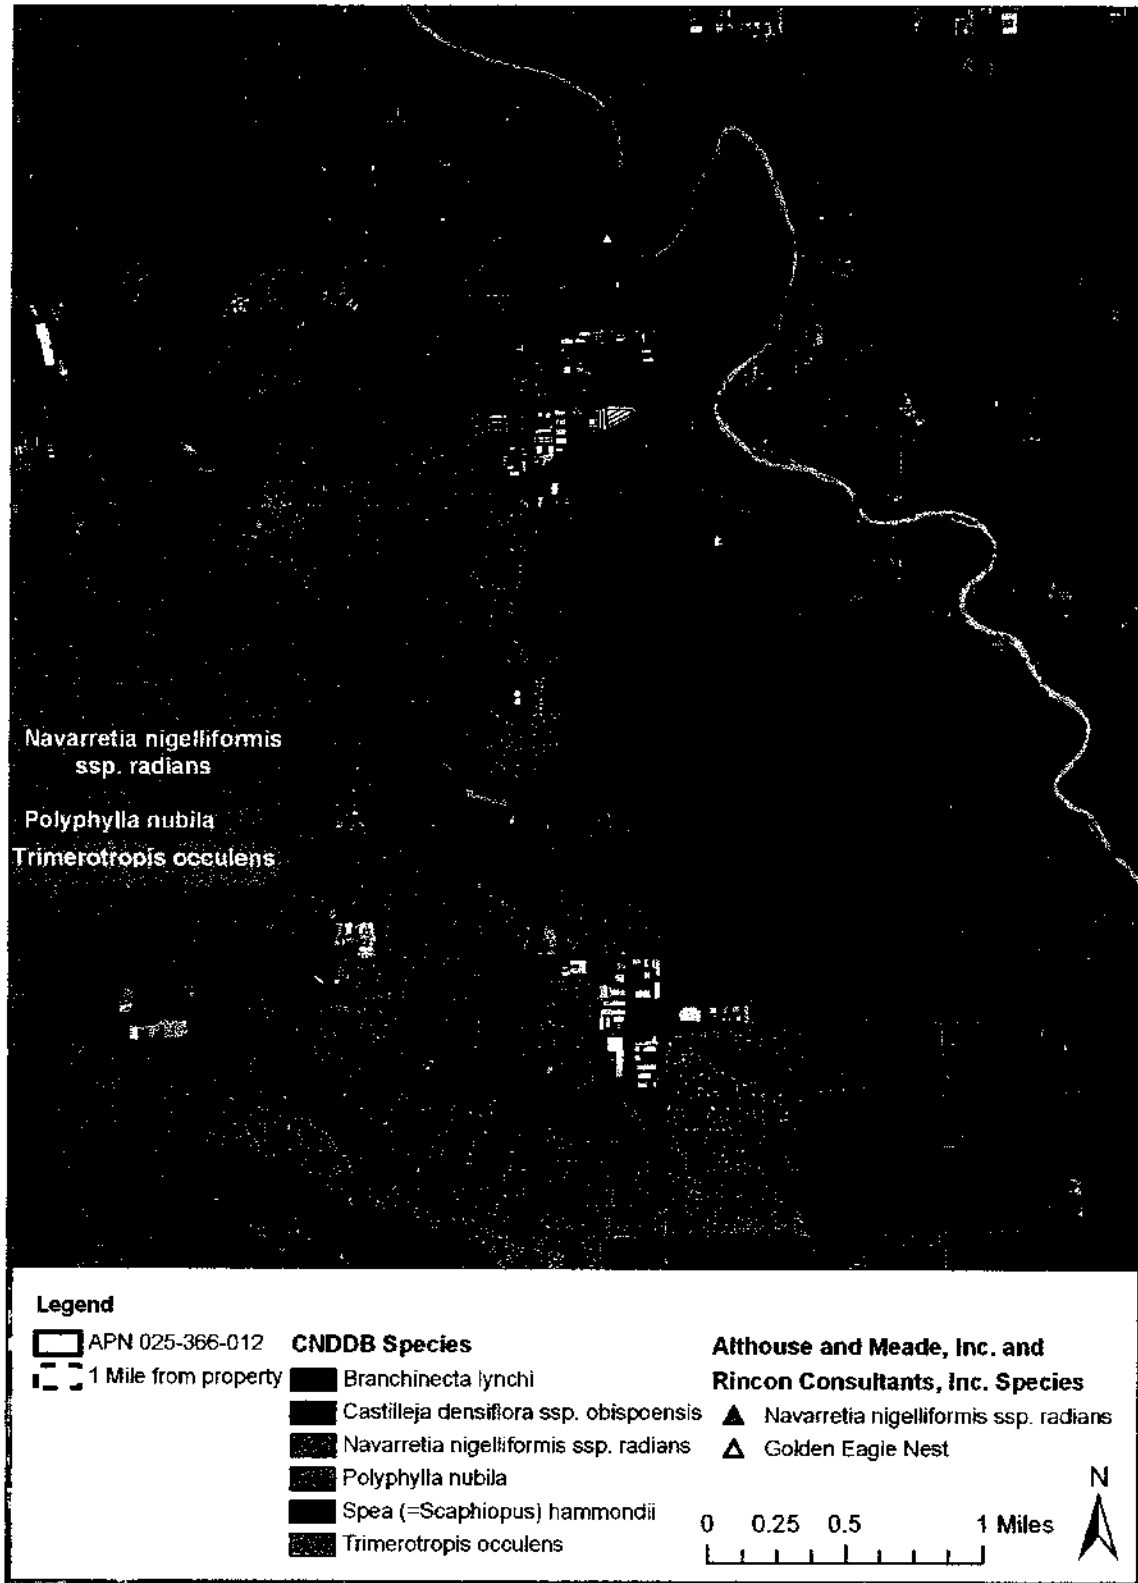 Navarretia nigelliformis
ssp. radians
Polyphylla nubila
Trimerotropis occulens
Legend
APN 025-366-012
1 Mile from property
CNDDB Species
Branchinecta lynchi
Castilleja densiflora ssp. obispoensis
Navarretia nigelliformis ssp. radians
Polyphylla nubila
Spea (=Scaphiopus) hammondii
Trimerotropis occulens
Althouse and Meade, Inc. and
Rincon Consultants, Inc. Species
Navarretia nigelliformis ssp. radians
Golden Eagle Nest
N
0 0.25 0.5 1 Miles